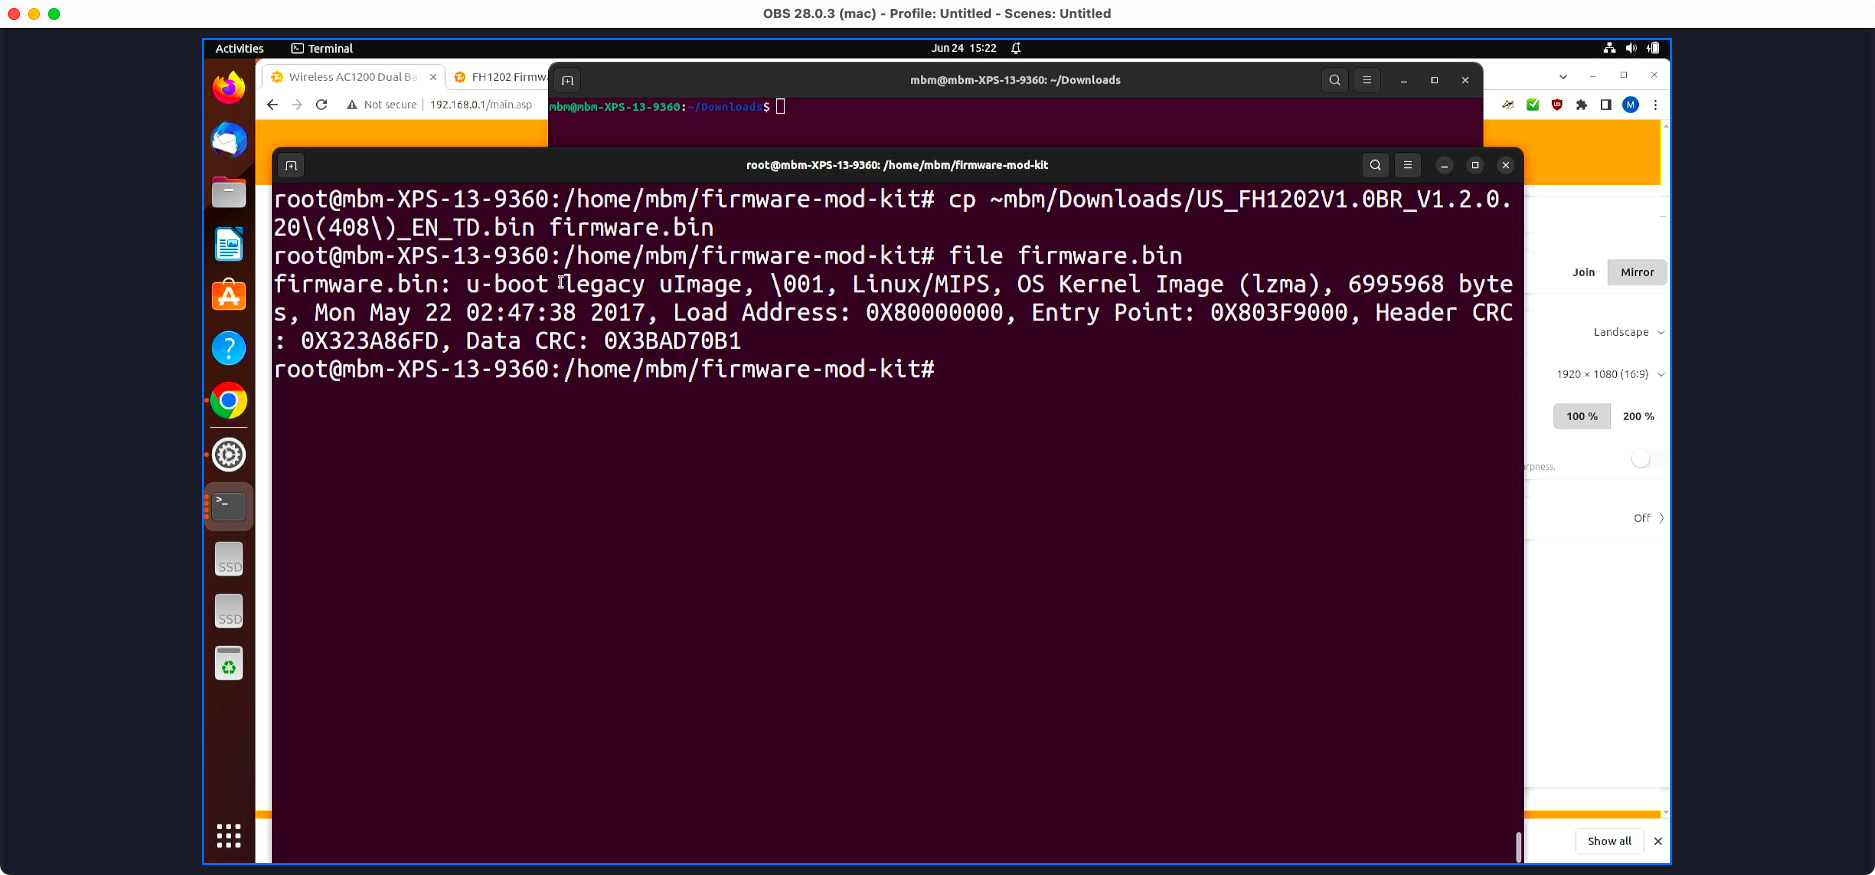 OBS 28.0.3 (mac) - Profile: Untitled - Scenes: Untitled
Activities
Terminal
Jun 24 15:22
Wireless AC1200 Dual Ba
FH1202 Firmwa
mbm@mbm-XPS-13-9360: ~/Downloads
Not secure
192.168.0.1/main.asp
mbm@mbm-XPS-13-9360:~/Downloads$
M
root@mbm-XPS-13-9360: /home/mbm/firmware-mod-kit
root@mbm-XPS-13-9360:/home/mbm/firmware-mod-kit# cp ~mbm/Downloads/US_FH1202V1.0BR_V1.2.0.
20\(408\)_EN_TD.bin firmware.bin
root@mbm-XPS-13-9360:/home/mbm/firmware-mod-kit# file firmware.bin
firmware.bin: u-boot legacy uImage, \001, Linux/MIPS, OS Kernel Image (lzma), 6995968 byte
s, Mon May 22 02:47:38 2017, Load Address: 0X80000000, Entry Point: 0X803F9000, Header CRC
: 0X323A86FD, Data CRC: 0X3BAD70B1
root@mbm-XPS-13-9360:/home/mbm/firmware-mod-kit#
Join
Mirror
Landscape
1920 × 1080 (16:9)
100 %
200 %
arpness.
Off
SSD
SSD
Show all